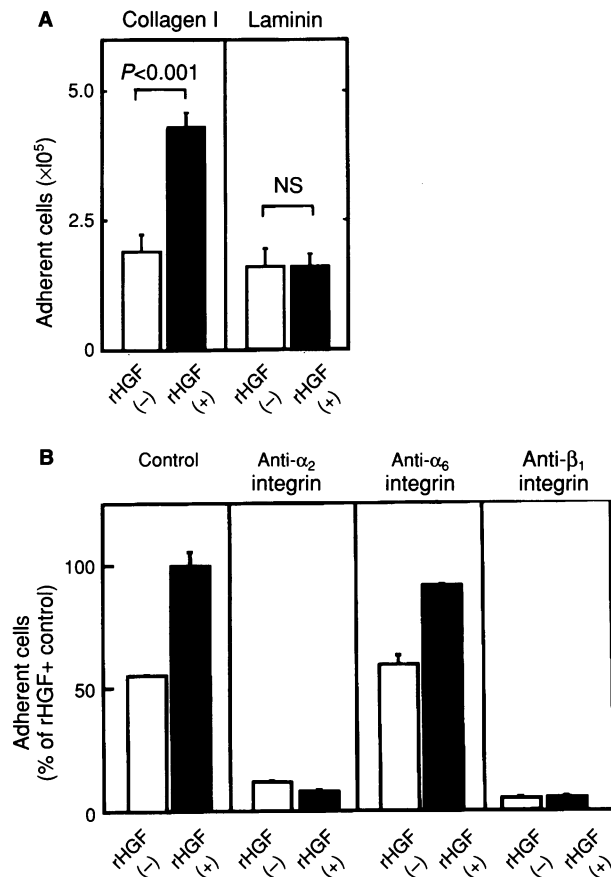 A
Collagen I Laminin
P<0.001
NS
5.0
2.5
0
Adherent cells (×I0⁵)
rHGF (-)
rHGF (+)
rHGF (-)
rHGF (+)
B
Control
Anti-α₂ integrin
Anti-α₆ integrin
Anti-β₁ integrin
100
50
0
Adherent cells
(% of rHGF+ control)
rHGF (-)
rHGF (+)
rHGF (-)
rHGF (+)
rHGF (-)
rHGF (+)
rHGF (-)
rHGF (+)